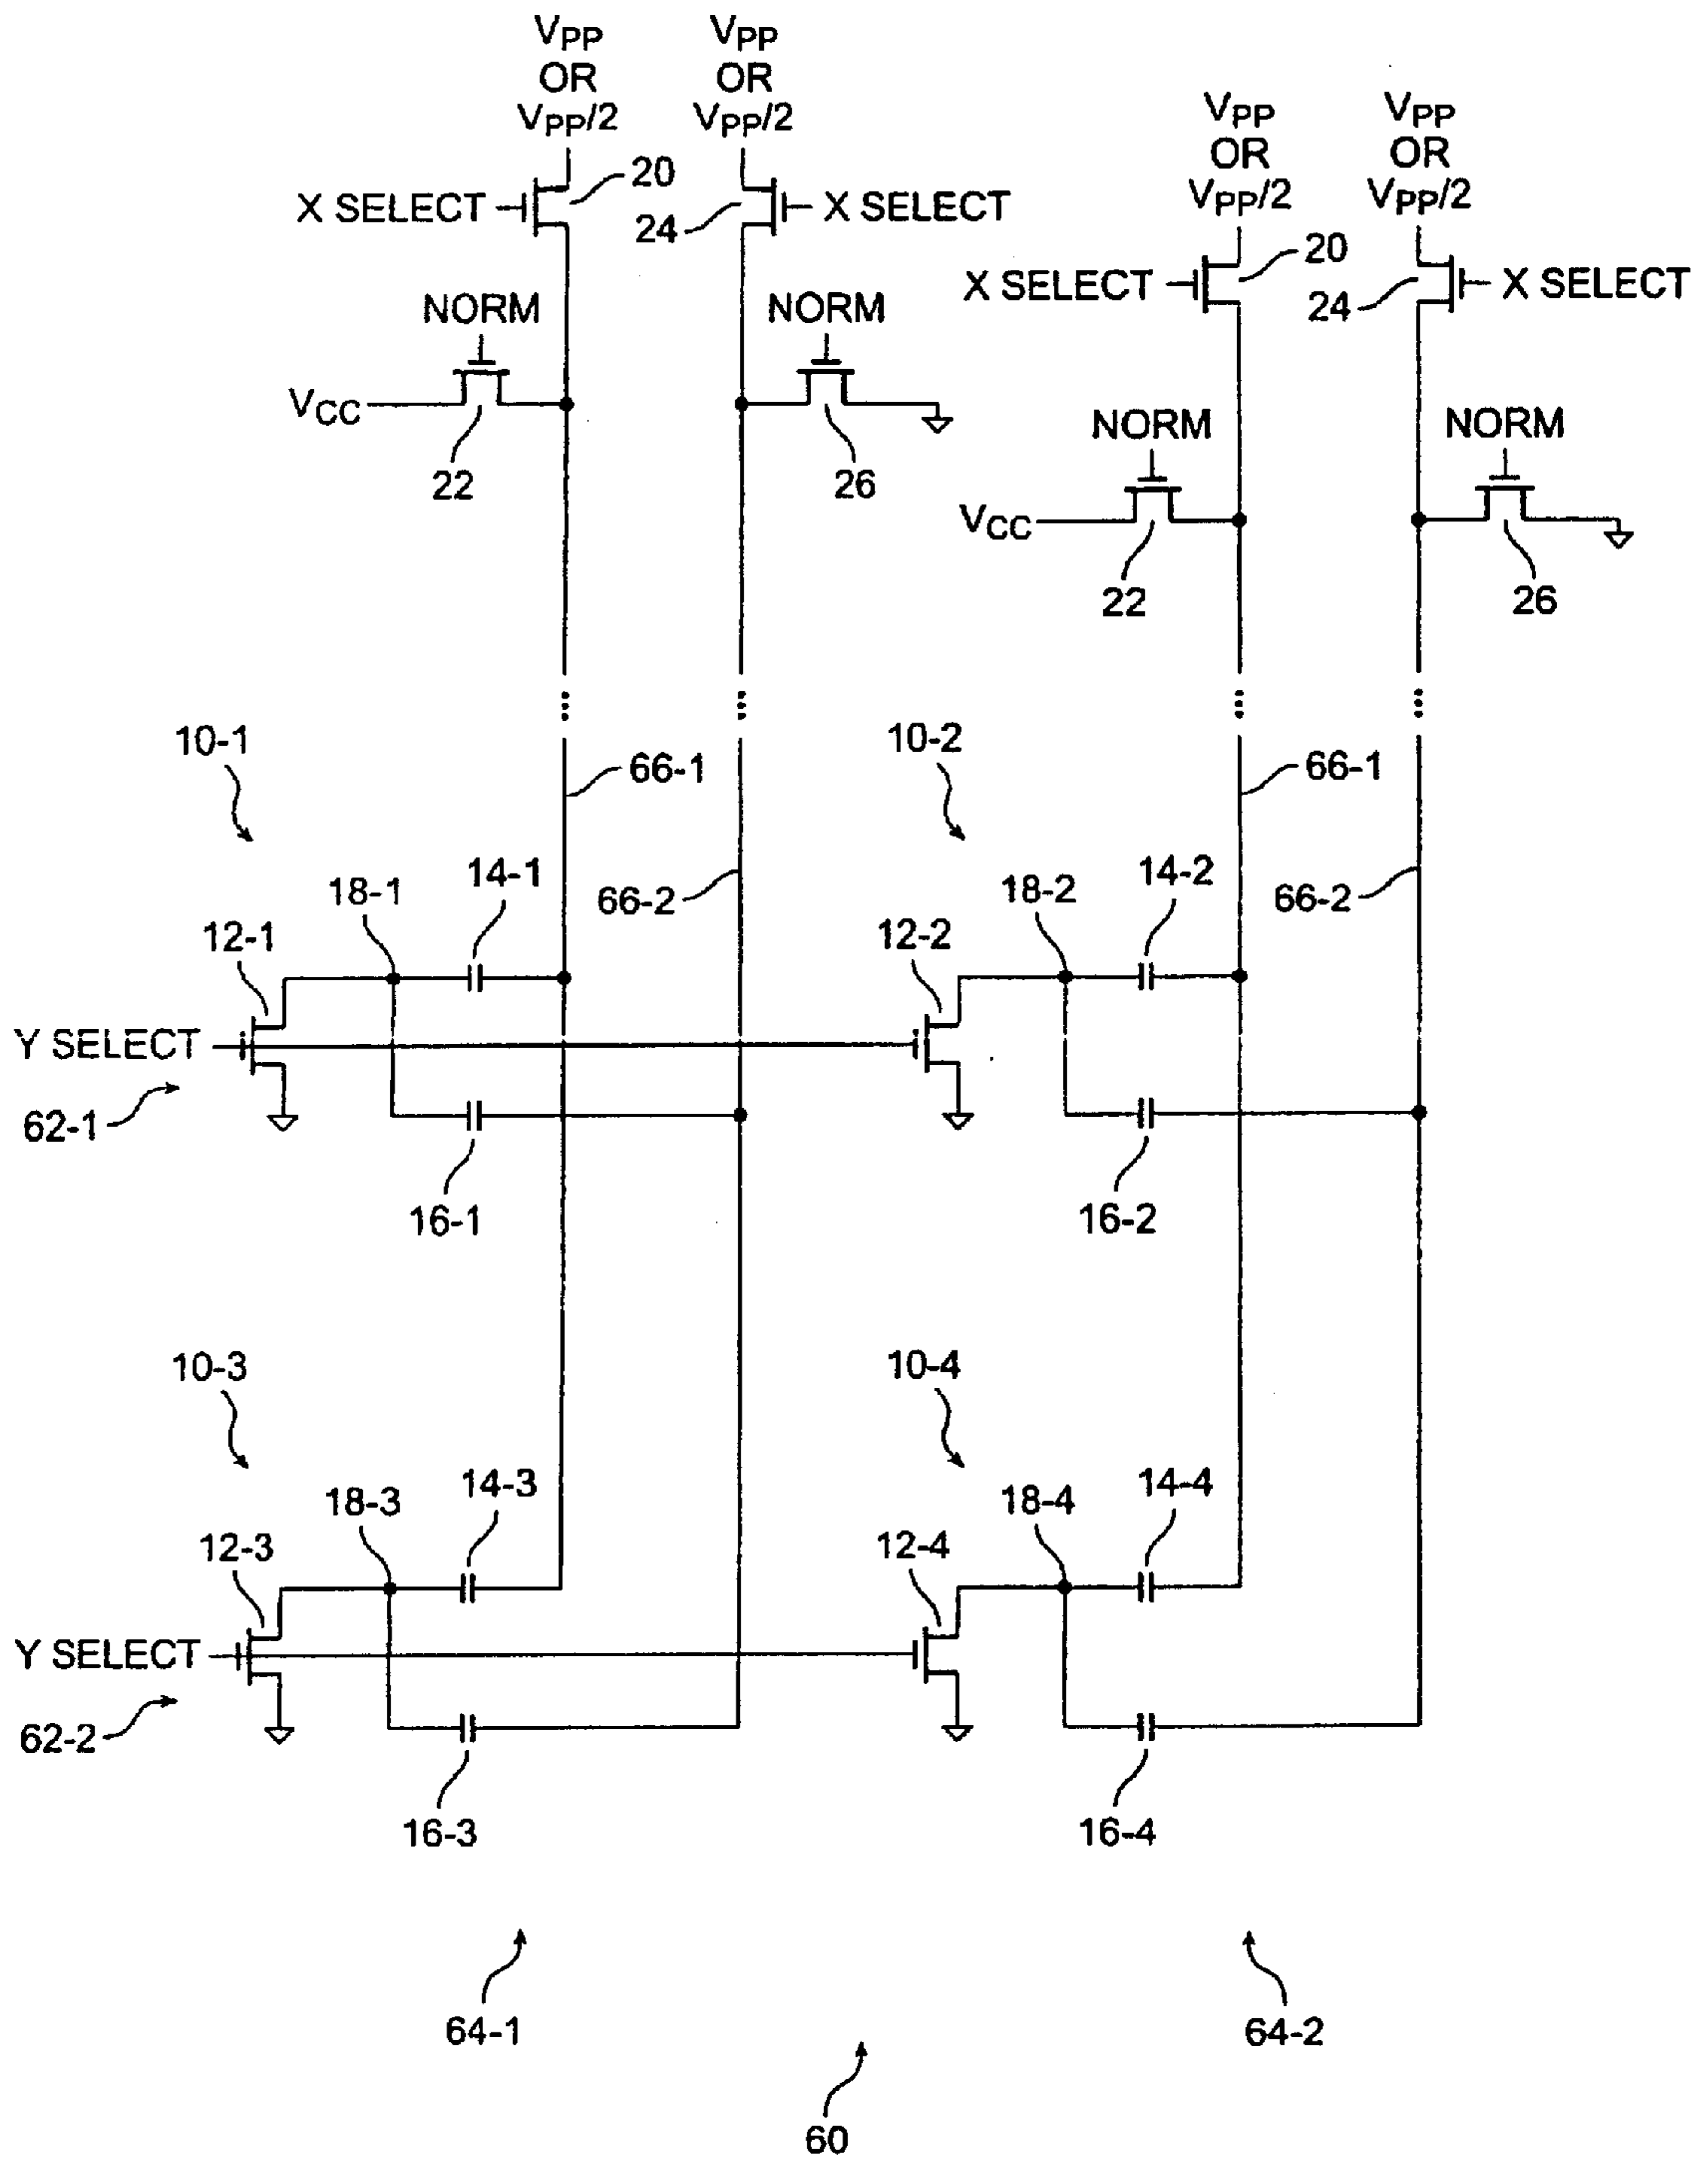 VPP
OR
VPP/2
VPP
OR
VPP/2
VPP
OR
VPP/2
VPP
OR
VPP/2
X SELECT
20
24
X SELECT
X SELECT
20
24
X SELECT
NORM
NORM
VCC
22
26
NORM
NORM
VCC
22
26
10-1
66-1
10-2
66-1
18-1
14-1
66-2
18-2
14-2
66-2
12-1
12-2
Y SELECT
62-1
16-1
16-2
10-3
10-4
18-3
14-3
18-4
14-4
12-3
12-4
Y SELECT
62-2
16-3
16-4
64-1
64-2
60